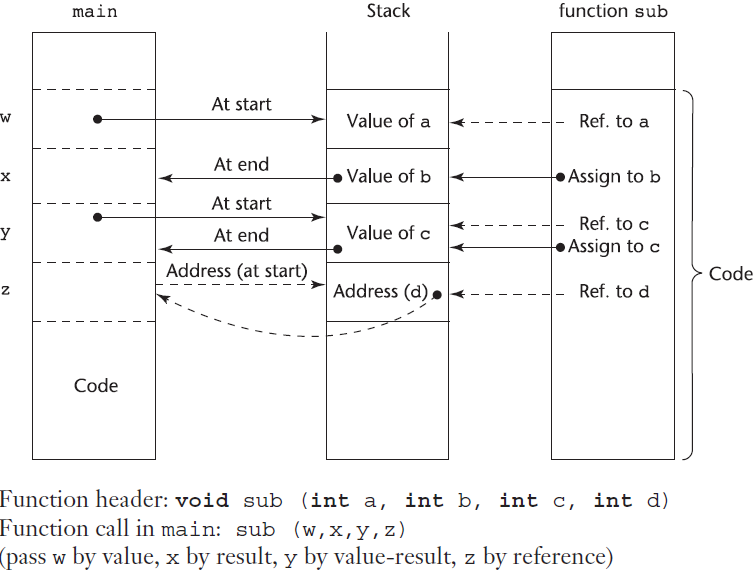 main Stack function sub
w At start Value of a Ref. to a
x At end Value of b Assign to b
At start
y At end Value of c Ref. to c
Assign to c
z Address (at start) Address (d) Ref. to d
Code
Code
Function header: void sub (int a, int b, int c, int d)
Function call in main: sub (w,x,y,z)
(pass w by value, x by result, y by value-result, z by reference)